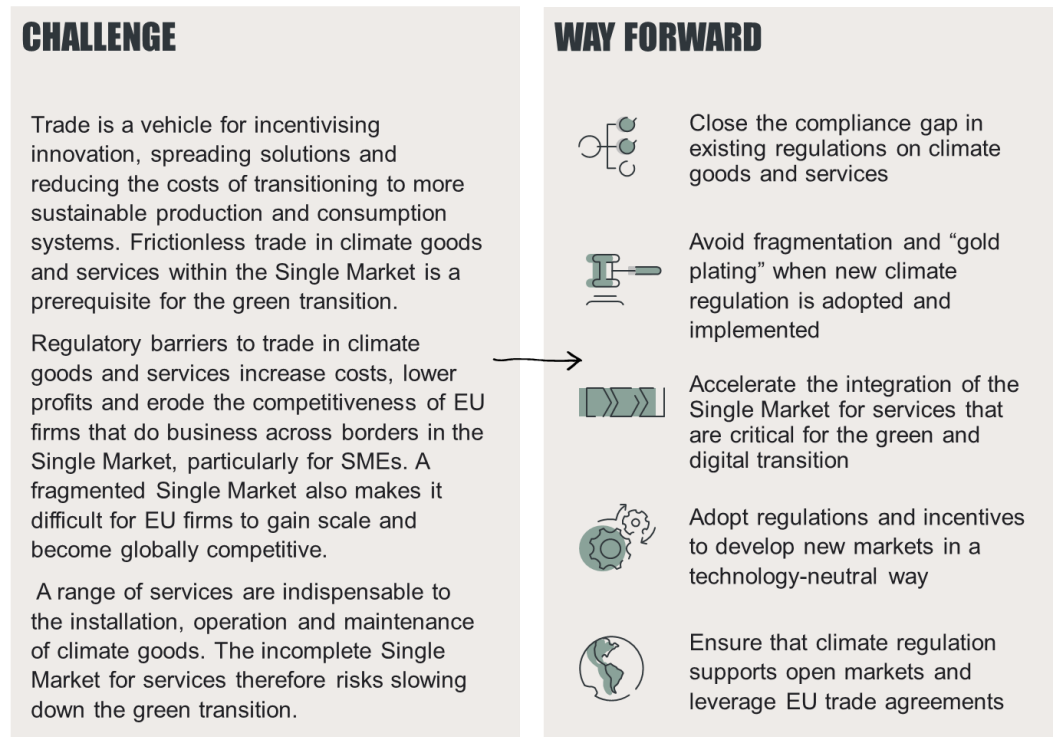 CHALLENGE
Trade is a vehicle for incentivising
innovation, spreading solutions and
reducing the costs of transitioning to more
sustainable production and consumption
systems. Frictionless trade in climate goods
and services within the Single Market is a
prerequisite for the green transition.
Regulatory barriers to trade in climate
goods and services increase costs, lower
profits and erode the competitiveness of EU
firms that do business across borders in the
Single Market, particularly for SMEs. A
fragmented Single Market also makes it
difficult for EU firms to gain scale and
become globally competitive.
A range of services are indispensable to
the installation, operation and maintenance
of climate goods. The incomplete Single
Market for services therefore risks slowing
down the green transition.
WAY FORWARD
Close the compliance gap in
existing regulations on climate
goods and services
Avoid fragmentation and “gold
plating” when new climate
regulation is adopted and
implemented
Accelerate the integration of the
Single Market for services that
are critical for the green and
digital transition
Adopt regulations and incentives
to develop new markets in a
technology-neutral way
Ensure that climate regulation
supports open markets and
leverage EU trade agreements